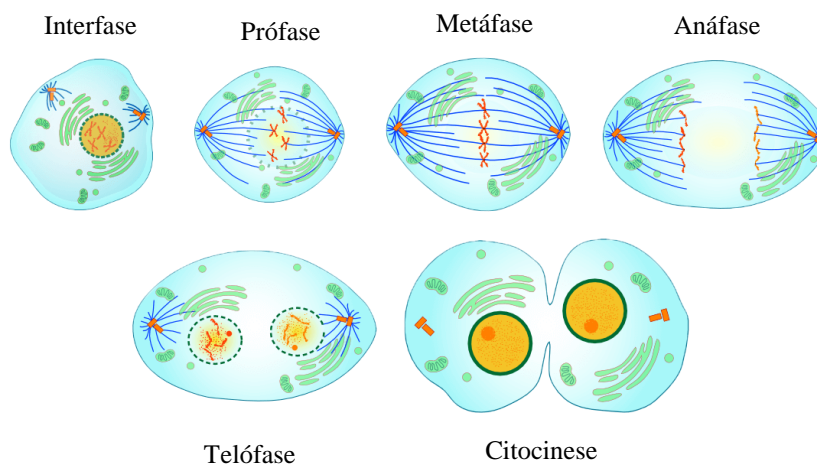 Interfase
Prófase
Metáfase
Anáfase
Telófase
Citocinese